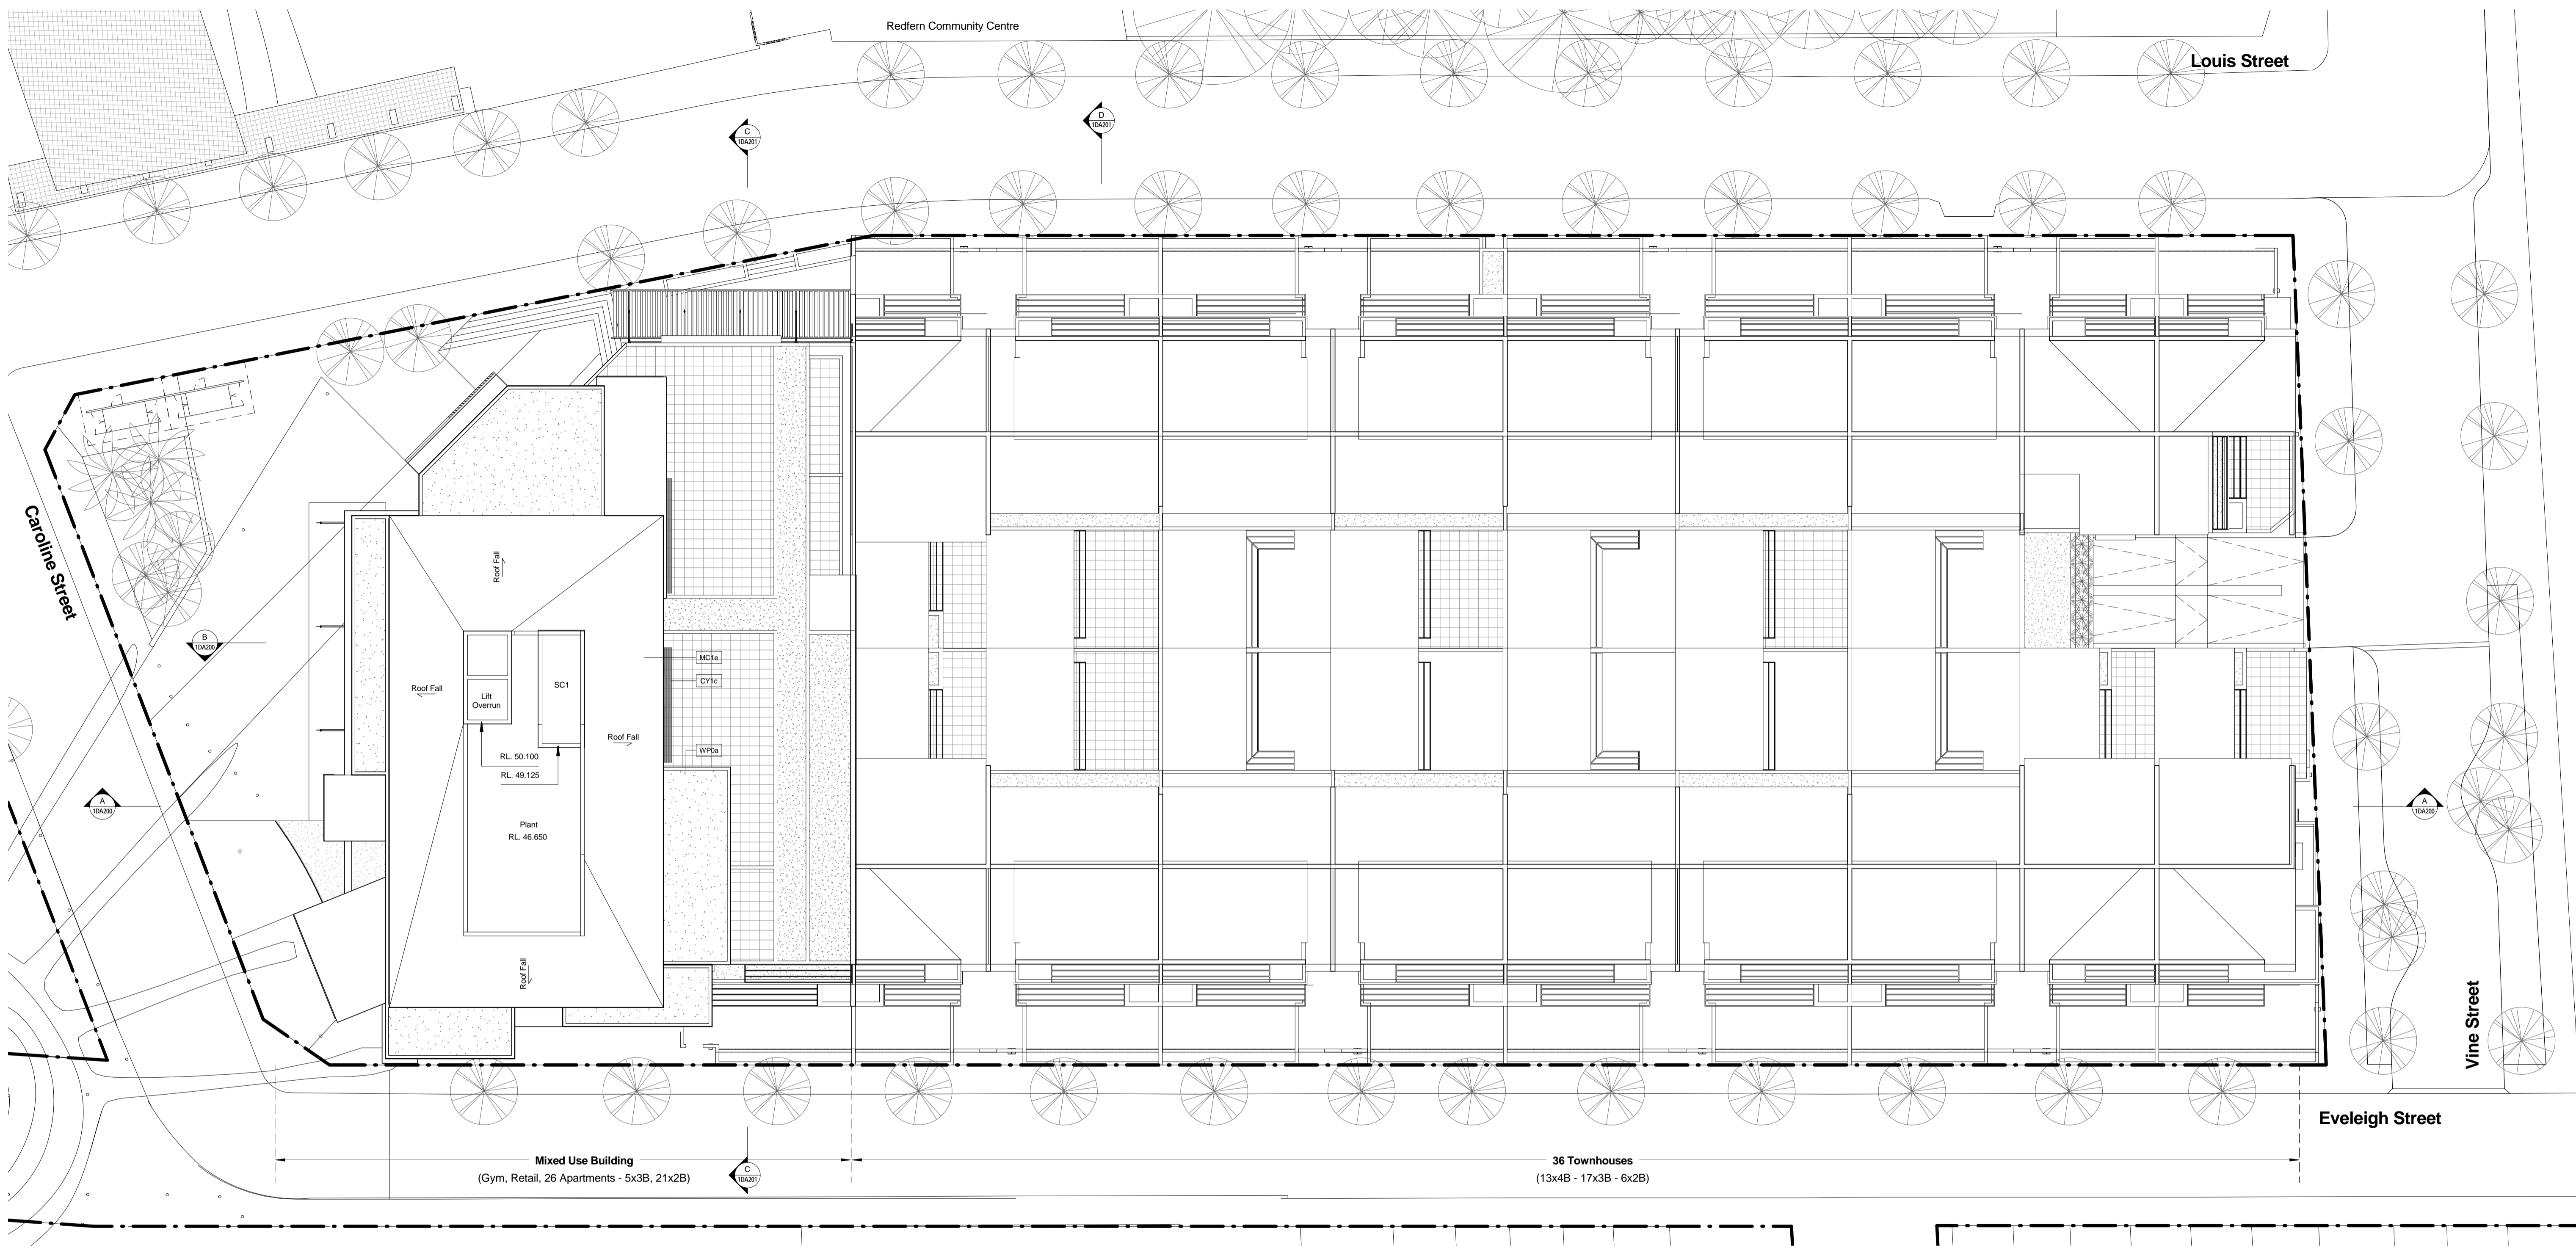 Redfern Community Centre
Louis Street
C
1DA201
D
1DA201
Caroline Street
Roof Fall
B
1DA200
MC1e
CY1c
SC1
Roof Fall
Lift
Overrun
Roof Fall
WP0a
RL. 50.100
RL. 49.125
A
1DA200
A
1DA200
Plant
RL. 46.650
Roof Fall
Vine Street
Eveleigh Street
Mixed Use Building
(Gym, Retail, 26 Apartments - 5x3B, 21x2B)
C
1DA201
36 Townhouses
(13x4B - 17x3B - 6x2B)